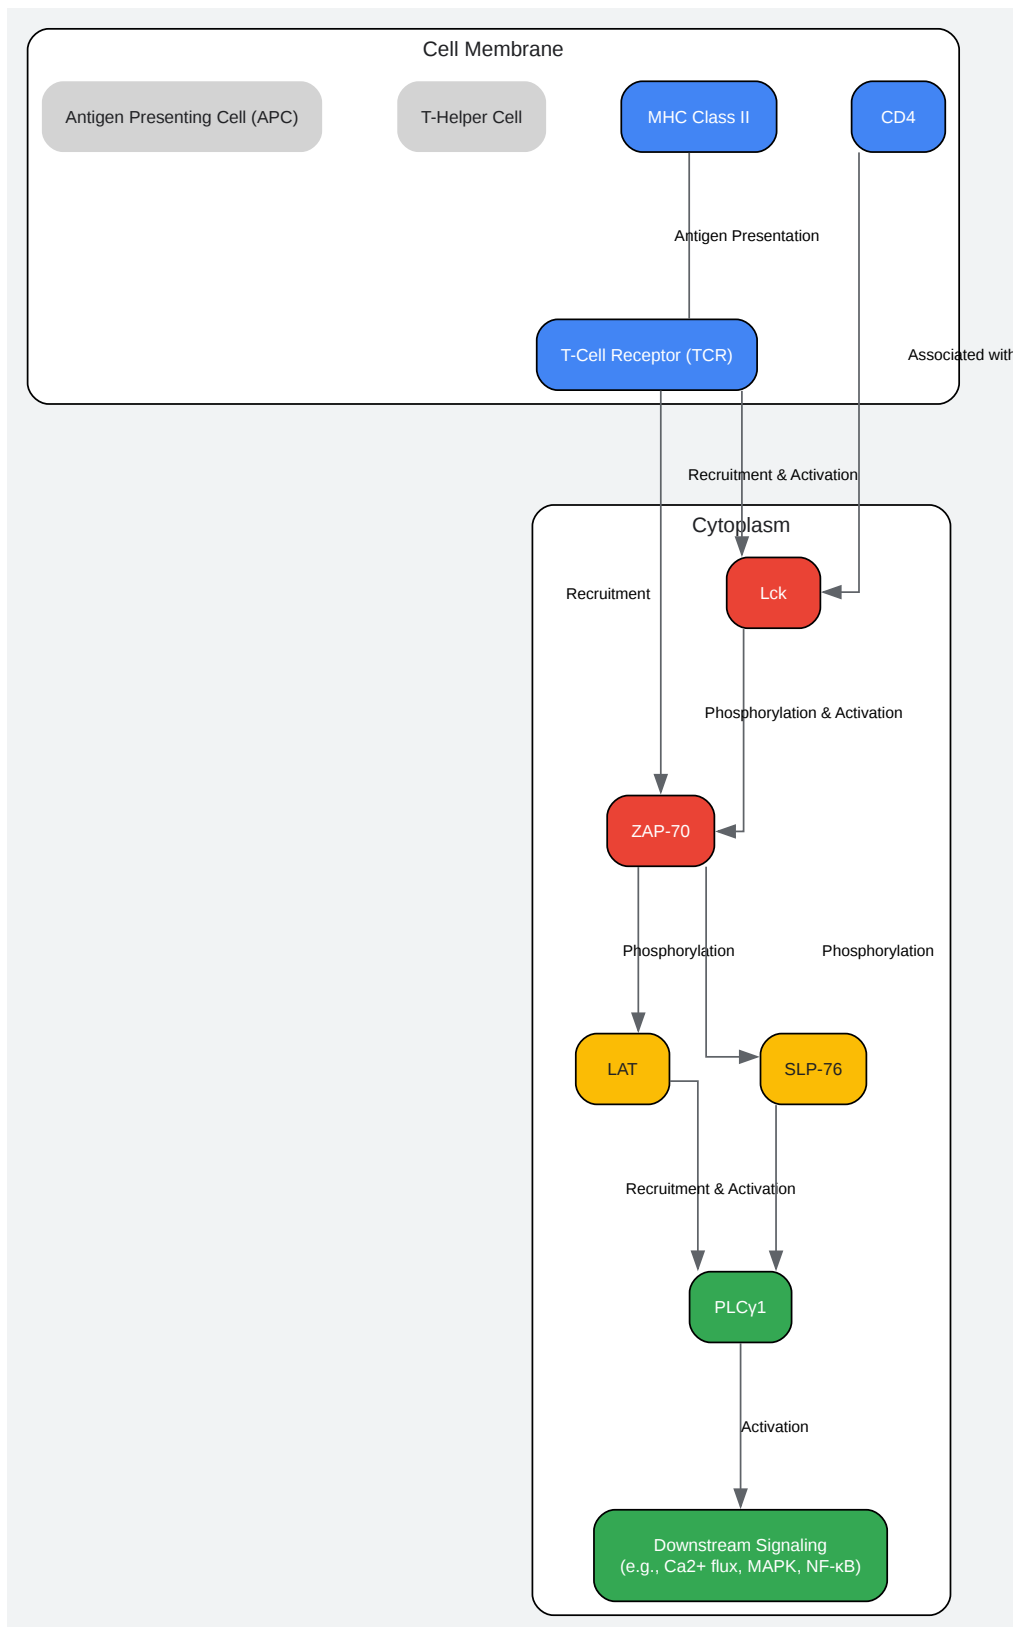 Cell Membrane
Antigen Presenting Cell (APC)
T-Helper Cell
MHC Class II
CD4
Antigen Presentation
T-Cell Receptor (TCR)
Associated with
Recruitment & Activation
Cytoplasm
Lck
Recruitment
Phosphorylation & Activation
ZAP-70
Phosphorylation
Phosphorylation
LAT
SLP-76
Recruitment & Activation
PLCγ1
Activation
Downstream Signaling
(e.g., Ca2+ flux, MAPK, NF-κB)